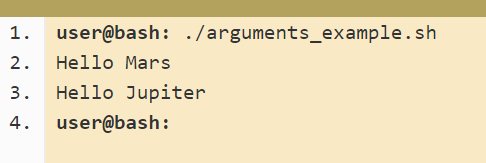 1. user@bash: ./arguments_example.sh
2. Hello Mars
3. Hello Jupiter
4. user@bash: